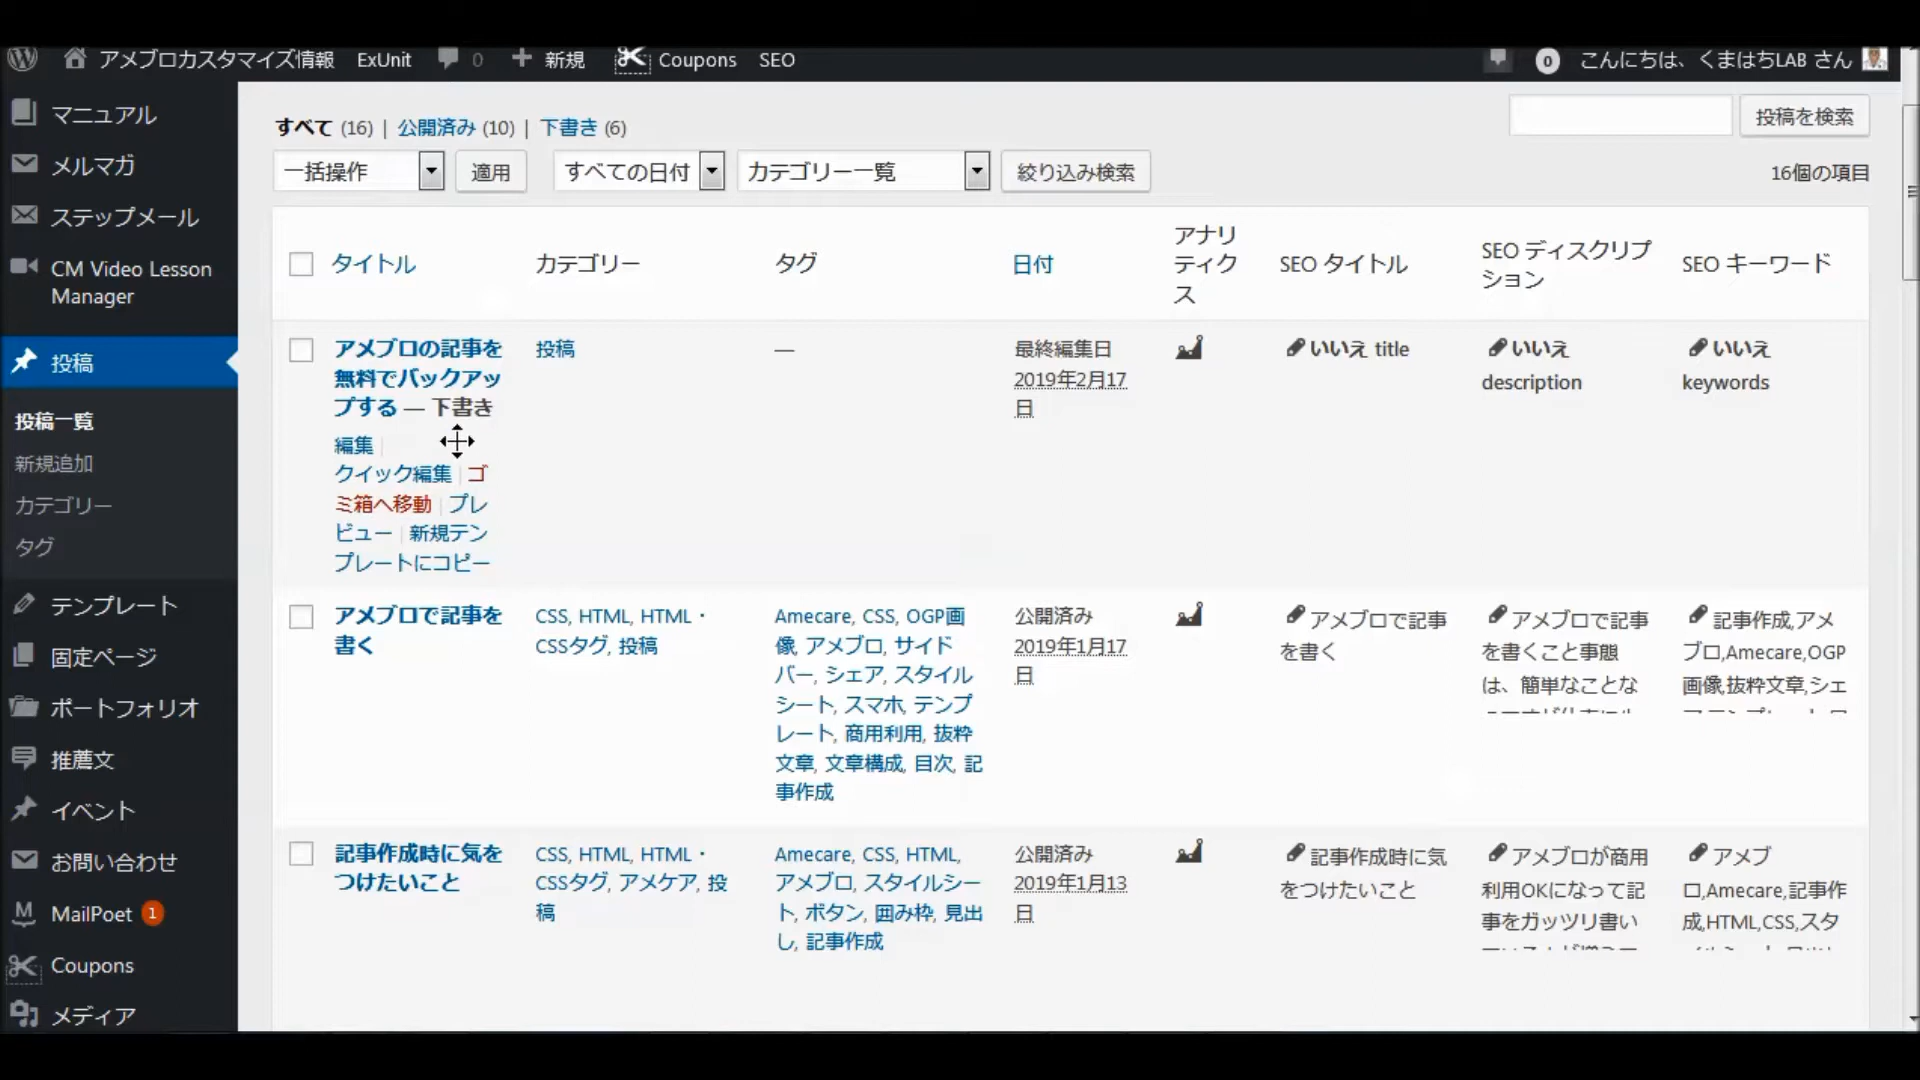 アメブロカスタマイズ情報 ExUnit 0 新規 Coupons SEO 0 こんにちは、くまはちLAB さん
マニュアル
メルマガ
ステップメール
CM Video Lesson
Manager
投稿
投稿一覧
新規追加
カテゴリー
タグ
テンプレート
固定ページ
ポートフォリオ
推薦文
イベント
お問い合わせ
MailPoet 1
Coupons
メディア
すべて (16) | 公開済み (10) | 下書き (6)
投稿を検索
一括操作 適用 すべての日付 カテゴリー一覧 絞り込み検索 16個の項目
タイトル カテゴリー タグ 日付
アナリ
ティク
ス
SEO タイトル
SEO ディスクリプ
ション
SEO キーワード
アメブロの記事を
無料でバックアッ
プする — 下書き
編集 |
クイック編集 | ゴ
ミ箱へ移動 | プレ
ビュー | 新規テン
プレートにコピー
投稿
—
最終編集日
2019年2月17
日
いいえ title
いいえ
description
いいえ
keywords
アメブロで記事を
書く
CSS, HTML, HTML・
CSSタグ, 投稿
Amecare, CSS, OGP画
像, アメブロ, サイド
バー, シェア, スタイル
シート, スマホ, テンプ
レート, 商用利用, 抜粋
文章, 文章構成, 目次, 記
事作成
公開済み
2019年1月17
日
アメブロで記事
を書く
アメブロで記事
を書くこと事態
は、簡単なことな
記事作成,アメ
ブロ,Amecare,OGP
画像,抜粋文章,シェ
記事作成時に気を
つけたいこと
CSS, HTML, HTML・
CSSタグ, アメケア, 投
稿
Amecare, CSS, HTML,
アメブロ, スタイルシー
ト, ボタン, 囲み枠, 見出
し, 記事作成
公開済み
2019年1月13
日
記事作成時に気
をつけたいこと
アメブロが商用
利用OKになって記
事をガッツリ書い
アメブ
ロ,Amecare,記事作
成,HTML,CSS,スタ